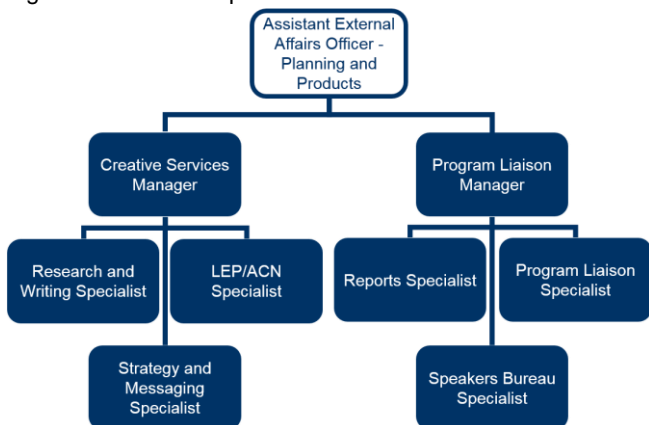 Assistant External
Affairs Officer -
Planning and
Products
Creative Services
Manager
Program Liaison
Manager
Research and
Writing Specialist
LEP/ACN
Specialist
Reports Specialist
Program Liaison
Specialist
Strategy and
Messaging
Specialist
Speakers Bureau
Specialist